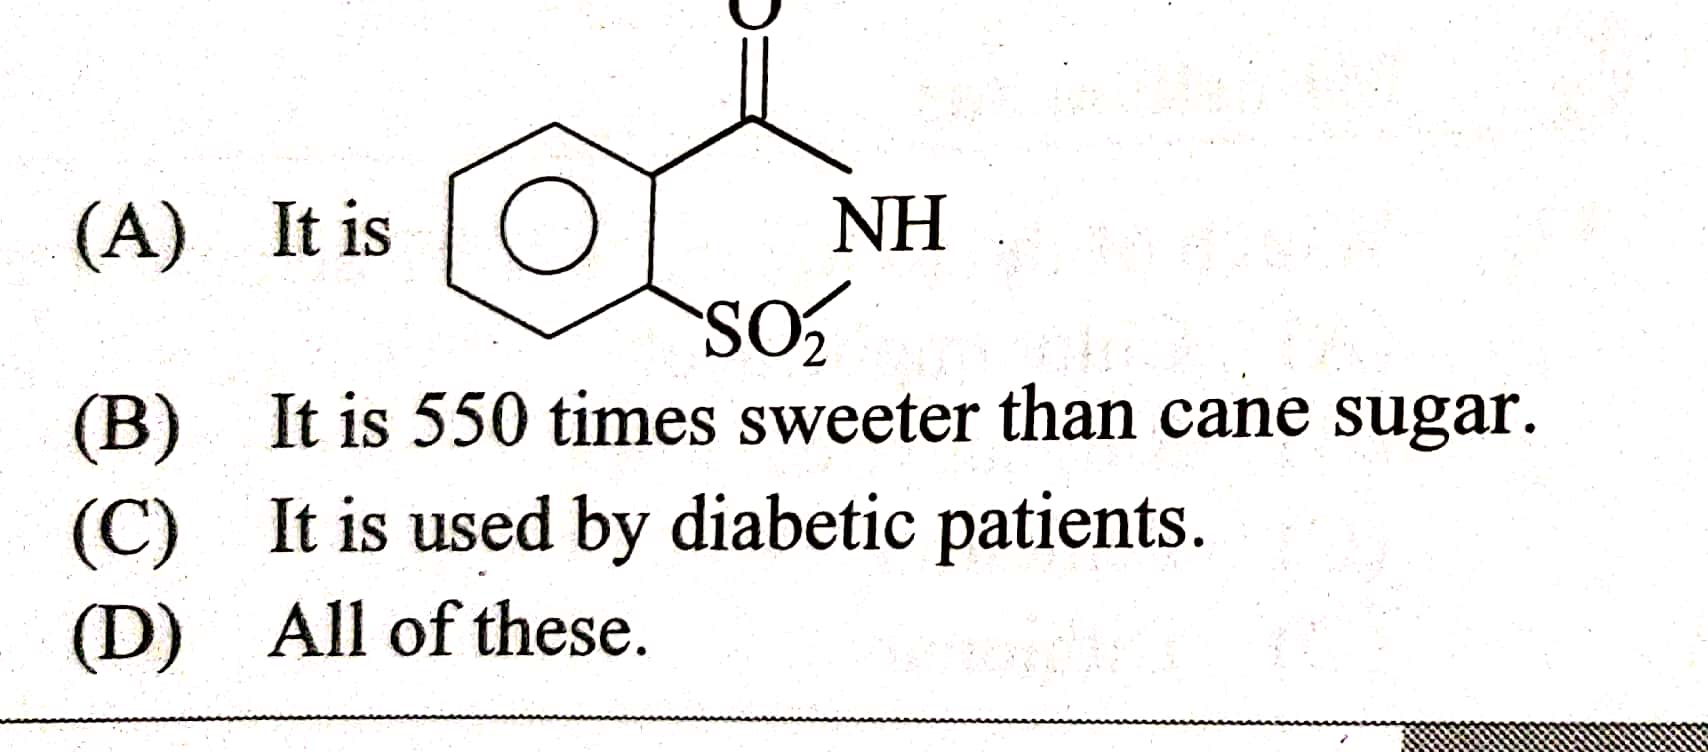 O
(A) It is NH
SO2
(B) It is 550 times sweeter than cane sugar.
(C) It is used by diabetic patients.
(D) All of these.